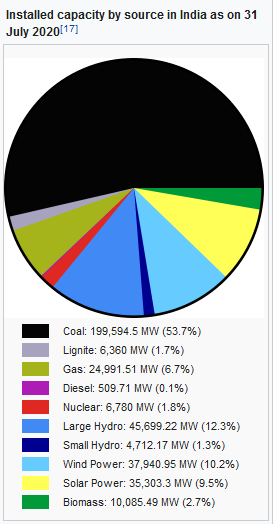 Installed capacity by source in India as on 31
July 2020[17]
Coal: 199,594.5 MW (53.7%)
Lignite: 6,360 MW (1.7%)
Gas: 24,991.51 MW (6.7%)
Diesel: 509.71 MW (0.1%)
Nuclear: 6,780 MW (1.8%)
Large Hydro: 45,699.22 MW (12.3%)
Small Hydro: 4,712.17 MW (1.3%)
Wind Power: 37,940.95 MW (10.2%)
Solar Power: 35,303.3 MW (9.5%)
Biomass: 10,085.49 MW (2.7%)